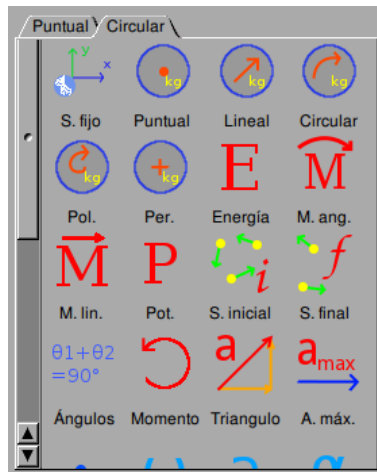 Puntual Circular
y
x
kg kg kg
S. fijo Puntual Lineal Circular
kg kg E M
Pol. Per. Energía M. ang.
M P i f
M. lin. Pot. S. inicial S. final
θ1+θ2
=90°
a
a max
Ángulos Momento Triangulo A. máx.